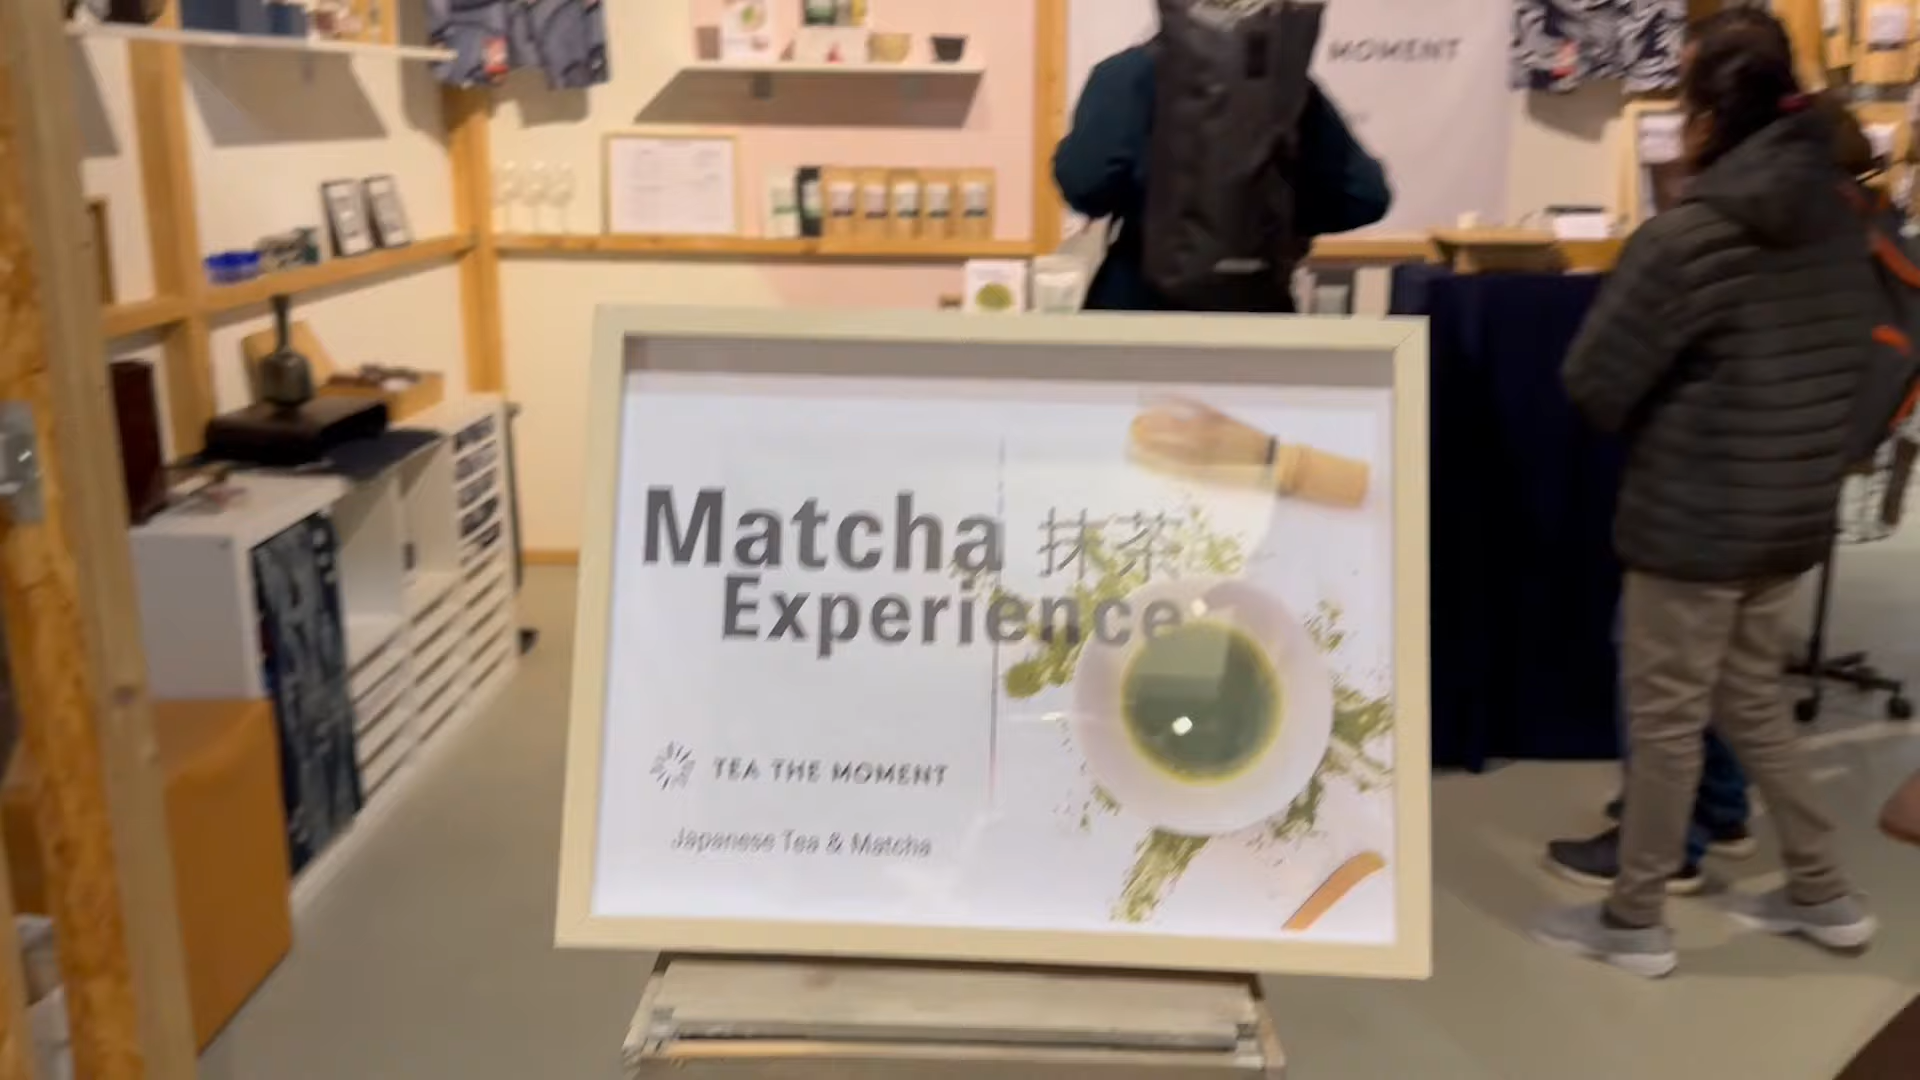 MOMENT
Matcha 抹茶
Experience
TEA THE MOMENT
Japanese Tea & Matcha